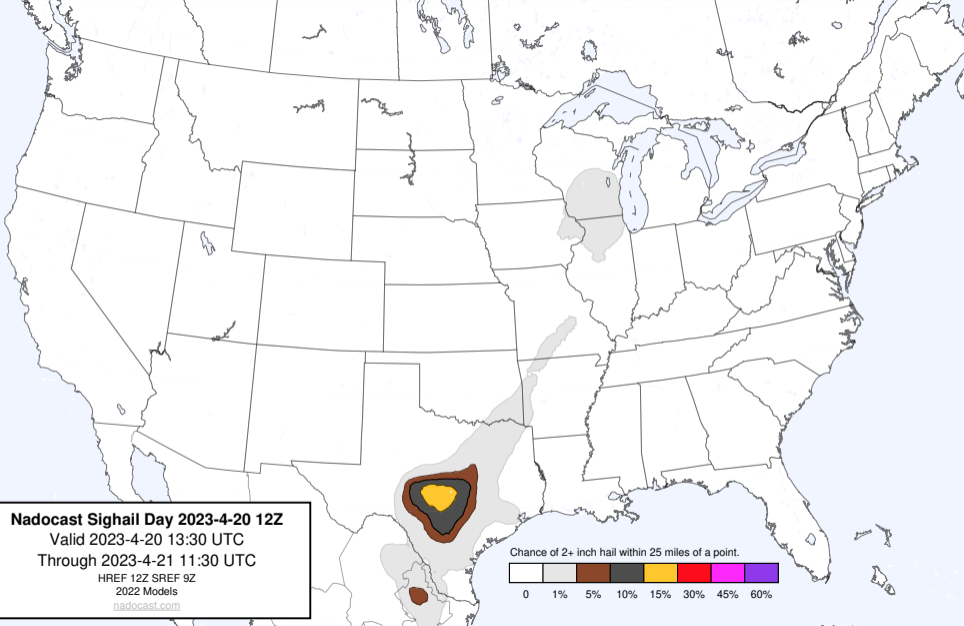 Nadocast Sighail Day 2023-4-20 12Z
Valid 2023-4-20 13:30 UTC
Through 2023-4-21 11:30 UTC
HREF 12Z SREF 9Z
2022 Models
nadocast.com
Chance of 2+ inch hail within 25 miles of a point.
0 1% 5% 10% 15% 30% 45% 60%